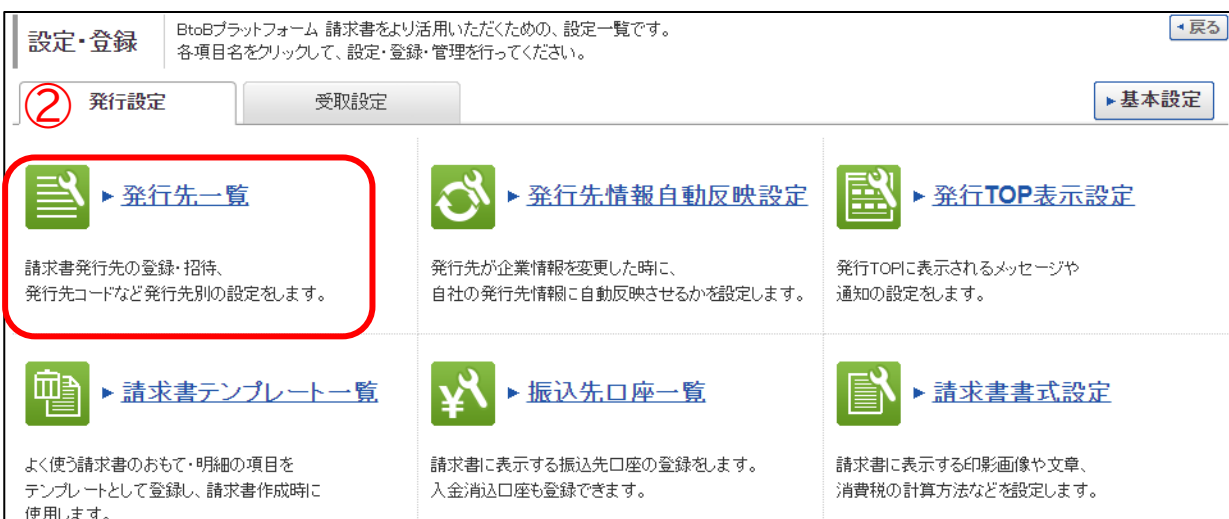 設定・登録
BtoBプラットフォーム 請求書をより活用いただくための、設定一覧です。
各項目名をクリックして、設定・登録・管理を行ってください。
戻る
② 発行設定
受取設定
基本設定
発行先一覧
請求書発行先の登録・招待、
発行先コードなど発行先別の設定をします。
発行先情報自動反映設定
発行先が企業情報を変更した時に、
自社の発行先情報に自動反映させるかを設定します。
発行TOP表示設定
発行TOPに表示されるメッセージや
通知の設定をします。
請求書テンプレート一覧
よく使う請求書のおもて・明細の項目を
テンプレートとして登録し、請求書作成時に
使用します。
振込先口座一覧
請求書に表示する振込先口座の登録をします。
入金消込口座も登録できます。
請求書書式設定
請求書に表示する印影画像や文章、
消費税の計算方法などを設定します。